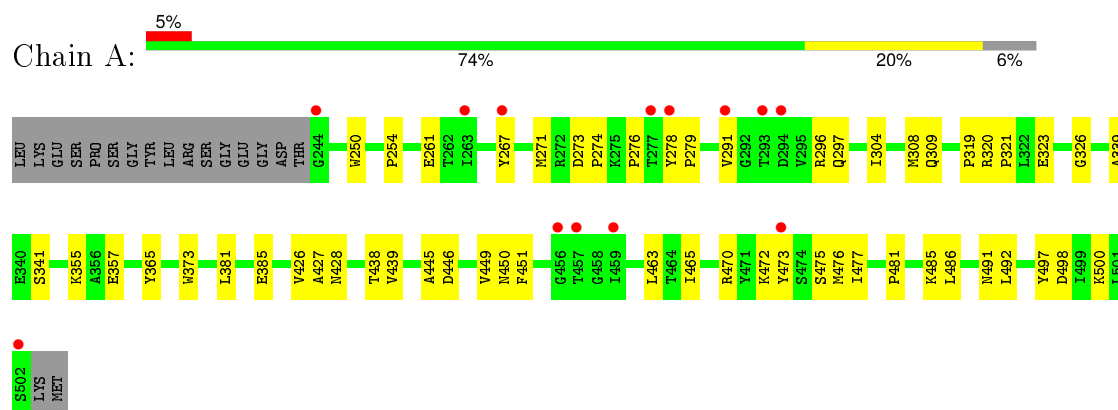 5%
Chain A:
74% 20% 6%
LEU LYS GLU SER PRO SER GLY TYR LEU ARG SER GLY GLU GLY ASP THR G244 W250 P254 E261 T262 I263 Y267 M271 R272 D273 P274 K275 P276 T277 Y278 P279 V291 G292 T293 D294 V295 R296 Q297 I304 M308 Q309 P319 R320 P321 L322 E323 G326 A339
E340 S341 K355 A356 E357 Y365 W373 L381 E385 V426 A427 N428 T438 V439 A445 D446 V449 N450 F451 G456 T457 G458 I459 L463 T464 I465 R470 Y471 K472 Y473 S474 S475 M476 I477 P481 K485 L486 N491 L492 Y497 D498 I499 K500 L501
S502 LYS MET